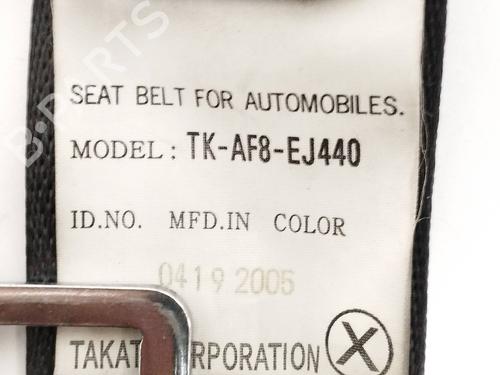 SEAT BELT FOR AUTOMOBILES.
MODEL: TK-AF8-EJ440
ID.NO. MFD.IN COLOR
0419 2005
TAKAT RPORATION X
B-PARTS